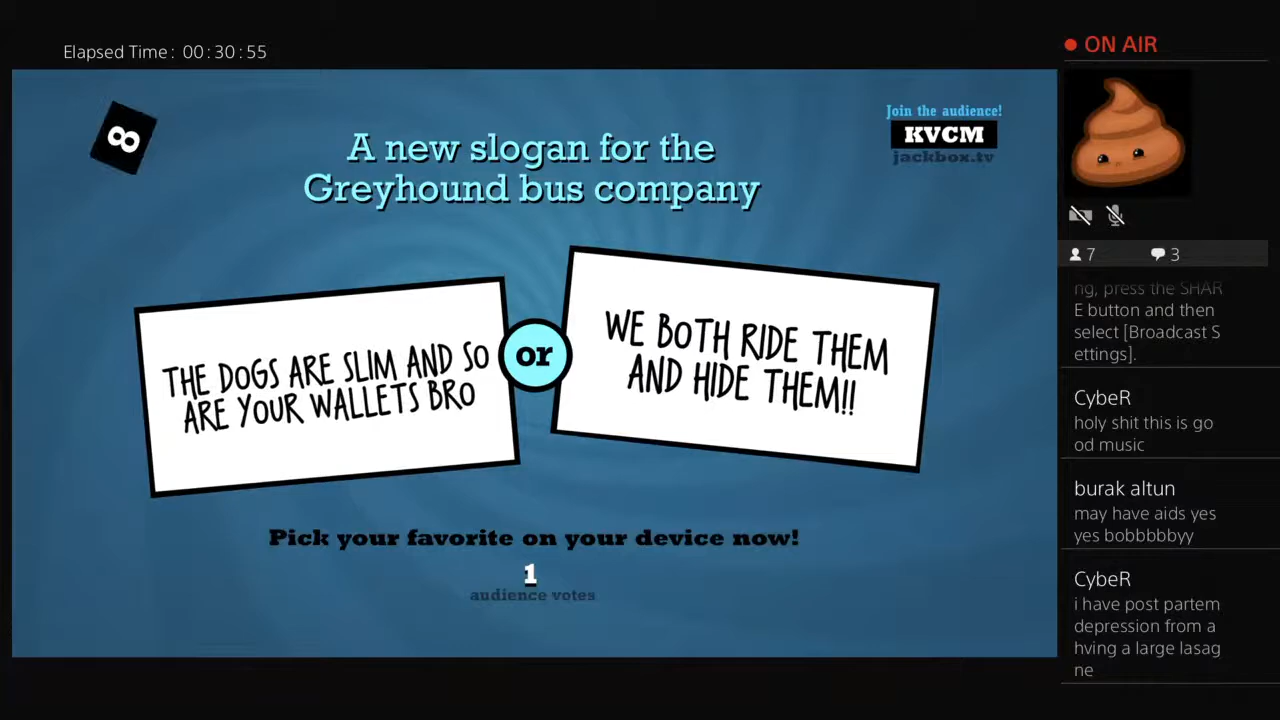 Elapsed Time: 00:30:55
ON AIR
8
Join the audience!
KVCM
jackbox.tv
A new slogan for the
Greyhound bus company
THE DOGS ARE SLIM AND SO
ARE YOUR WALLETS BRO
or
WE BOTH RIDE THEM
AND HIDE THEM!!
Pick your favorite on your device now!
1
audience votes
7
3
ng, press the SHAR
E button and then
select [Broadcast S
ettings].
CybeR
holy shit this is go
od music
burak altun
may have aids yes
yes bobbbbbyy
CybeR
i have post partem
depression from a
hving a large lasag
ne